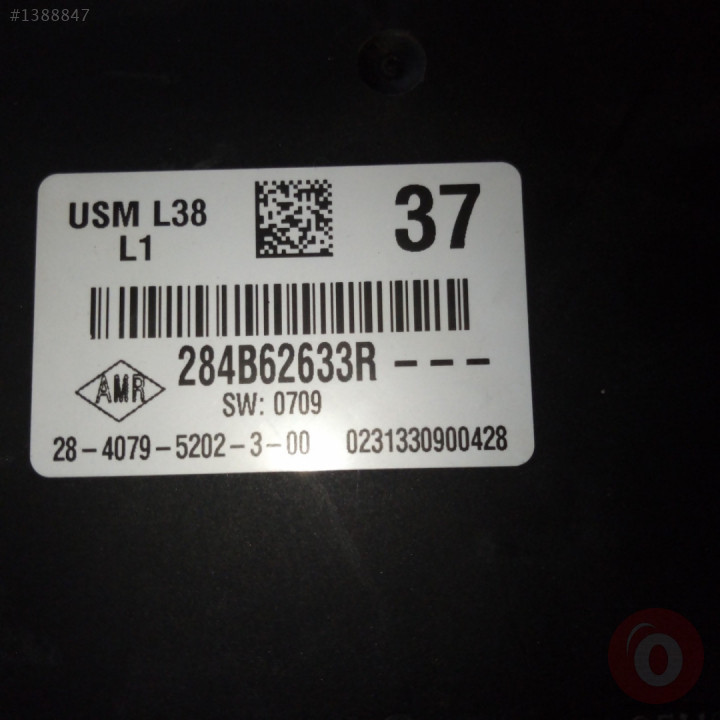 #1388847
USM L38
L1
37
284B62633R---
AMR
SW: 0709
28-4079-5202-3-00 0231330900428